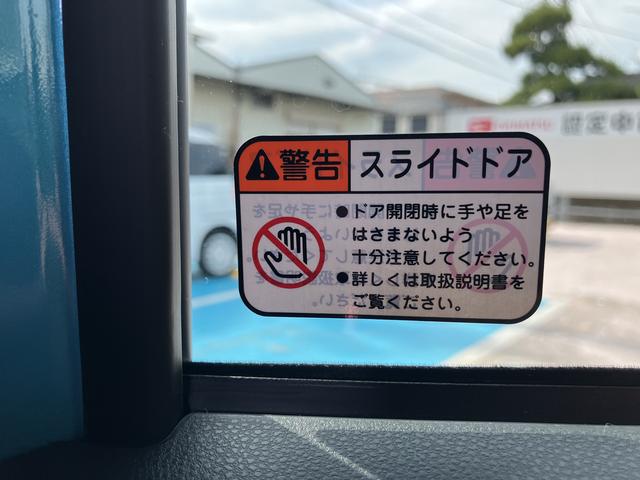 警告 スライドドア
●ドア開閉時に手や足を
はさまないよう
十分注意してください。
●詳しくは取扱説明書を
ご覧ください。